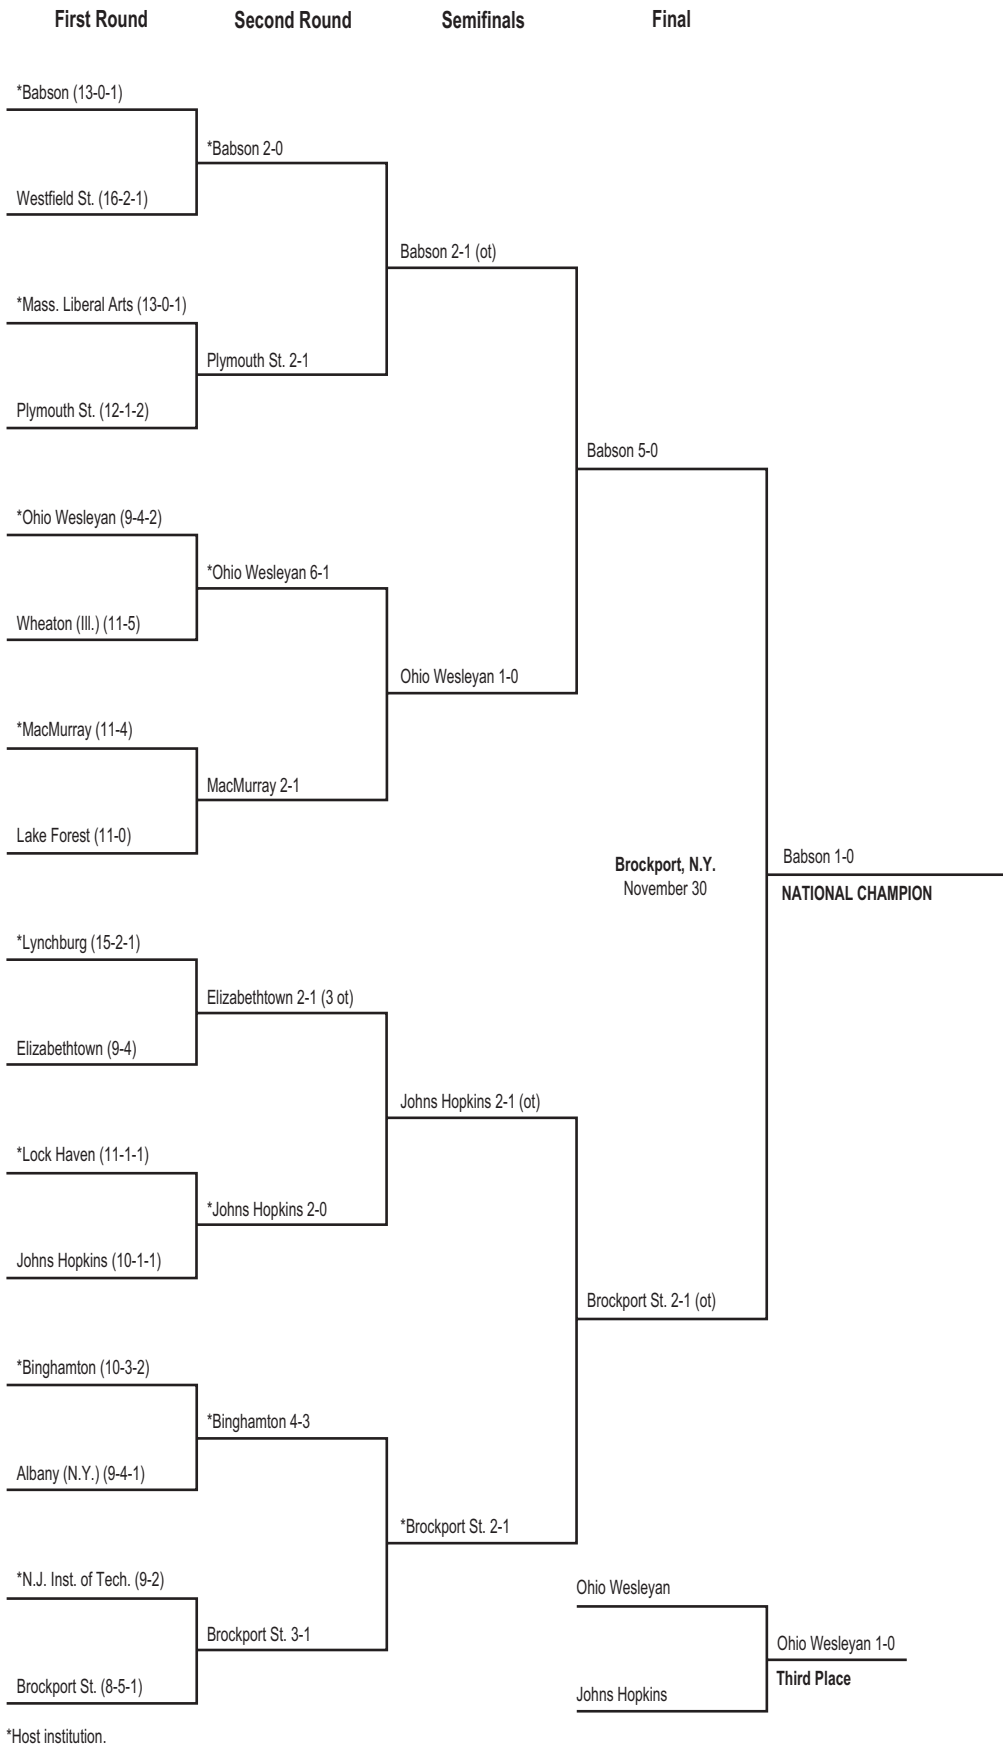 First Round Second Round Semifinals Final
*Babson (13-0-1)
*Babson 2-0
Westfield St. (16-2-1)
Babson 2-1 (ot)
*Mass. Liberal Arts (13-0-1)
Plymouth St. 2-1
Plymouth St. (12-1-2)
Babson 5-0
*Ohio Wesleyan (9-4-2)
*Ohio Wesleyan 6-1
Wheaton (Ill.) (11-5)
Ohio Wesleyan 1-0
*MacMurray (11-4)
MacMurray 2-1
Lake Forest (11-0)
Babson 1-0
Brockport, N.Y.
November 30
NATIONAL CHAMPION
*Lynchburg (15-2-1)
Elizabethtown 2-1 (3 ot)
Elizabethtown (9-4)
Johns Hopkins 2-1 (ot)
*Lock Haven (11-1-1)
*Johns Hopkins 2-0
Johns Hopkins (10-1-1)
Brockport St. 2-1 (ot)
*Binghamton (10-3-2)
*Binghamton 4-3
Albany (N.Y.) (9-4-1)
*Brockport St. 2-1
*N.J. Inst. of Tech. (9-2)
Ohio Wesleyan
Brockport St. 3-1
Ohio Wesleyan 1-0
Third Place
Brockport St. (8-5-1)
Johns Hopkins
*Host institution.